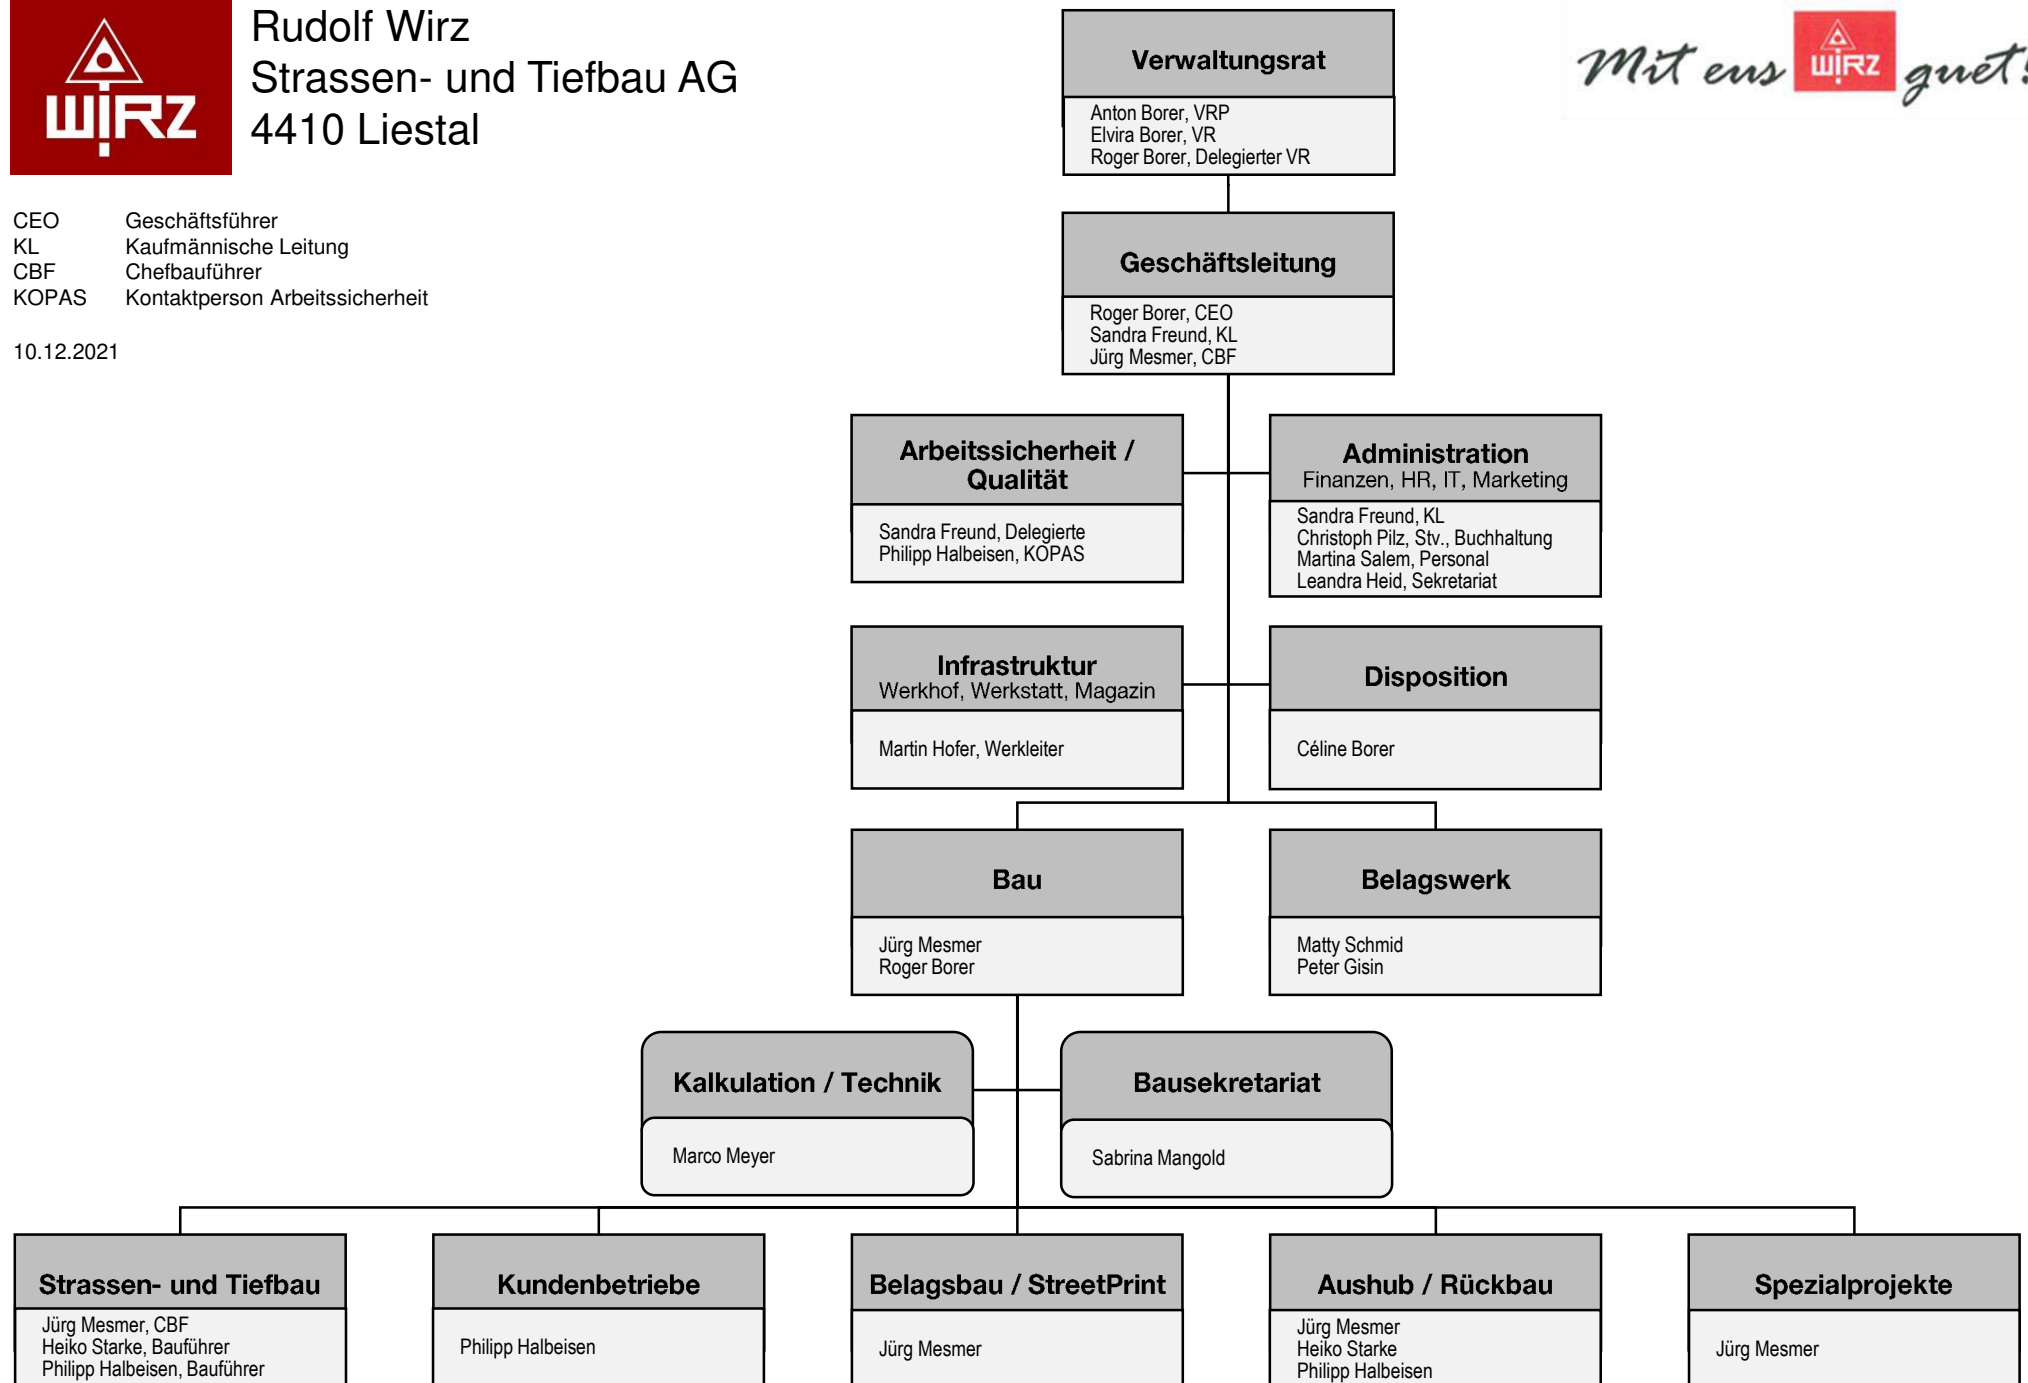 WIRZ
Rudolf Wirz
Strassen- und Tiefbau AG
4410 Liestal
Mit eus WIRZ guet!
CEO Geschäftsführer
KL Kaufmännische Leitung
CBF Chefbauführer
KOPAS Kontaktperson Arbeitssicherheit
10.12.2021
Verwaltungsrat
Anton Borer, VRP
Elvira Borer, VR
Roger Borer, Delegierter VR
Geschäftsleitung
Roger Borer, CEO
Sandra Freund, KL
Jürg Mesmer, CBF
Arbeitssicherheit /
Qualität
Sandra Freund, Delegierte
Philipp Halbeisen, KOPAS
Administration
Finanzen, HR, IT, Marketing
Sandra Freund, KL
Christoph Pilz, Stv., Buchhaltung
Martina Salem, Personal
Leandra Heid, Sekretariat
Infrastruktur
Werkhof, Werkstatt, Magazin
Martin Hofer, Werkleiter
Disposition
Céline Borer
Bau
Jürg Mesmer
Roger Borer
Belagswerk
Matty Schmid
Peter Gisin
Kalkulation / Technik
Marco Meyer
Bausekretariat
Sabrina Mangold
Strassen- und Tiefbau
Jürg Mesmer, CBF
Heiko Starke, Bauführer
Philipp Halbeisen, Bauführer
Kundenbetriebe
Philipp Halbeisen
Belagsbau / StreetPrint
Jürg Mesmer
Aushub / Rückbau
Jürg Mesmer
Heiko Starke
Philipp Halbeisen
Spezialprojekte
Jürg Mesmer